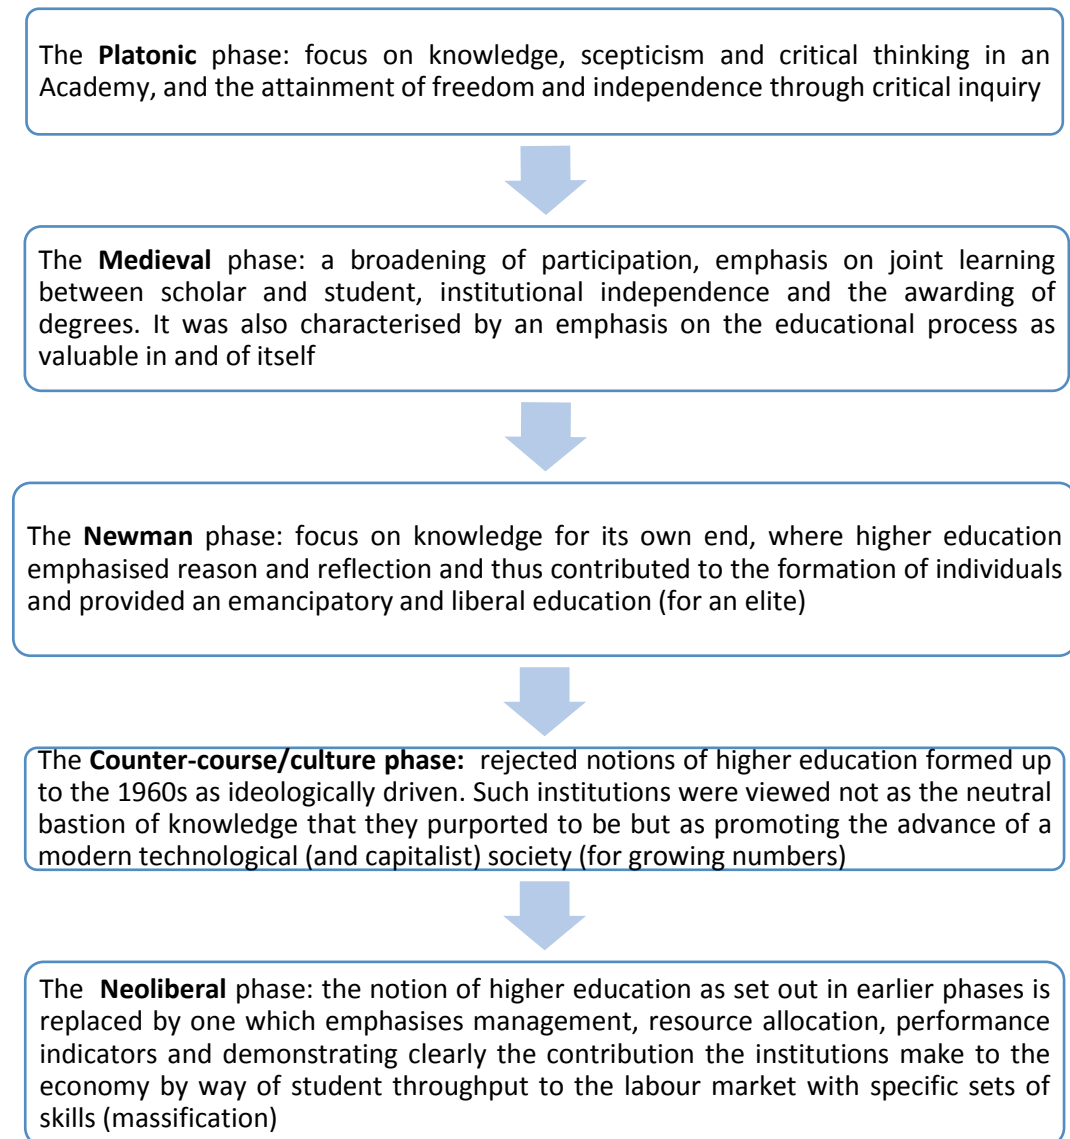 The Platonic phase: focus on knowledge, scepticism and critical thinking in an
Academy, and the attainment of freedom and independence through critical inquiry
The Medieval phase: a broadening of participation, emphasis on joint learning
between scholar and student, institutional independence and the awarding of
degrees. It was also characterised by an emphasis on the educational process as
valuable in and of itself
The Newman phase: focus on knowledge for its own end, where higher education
emphasised reason and reflection and thus contributed to the formation of individuals
and provided an emancipatory and liberal education (for an elite)
The Counter-course/culture phase: rejected notions of higher education formed up
to the 1960s as ideologically driven. Such institutions were viewed not as the neutral
bastion of knowledge that they purported to be but as promoting the advance of a
modern technological (and capitalist) society (for growing numbers)
The Neoliberal phase: the notion of higher education as set out in earlier phases is
replaced by one which emphasises management, resource allocation, performance
indicators and demonstrating clearly the contribution the institutions make to the
economy by way of student throughput to the labour market with specific sets of
skills (massification)